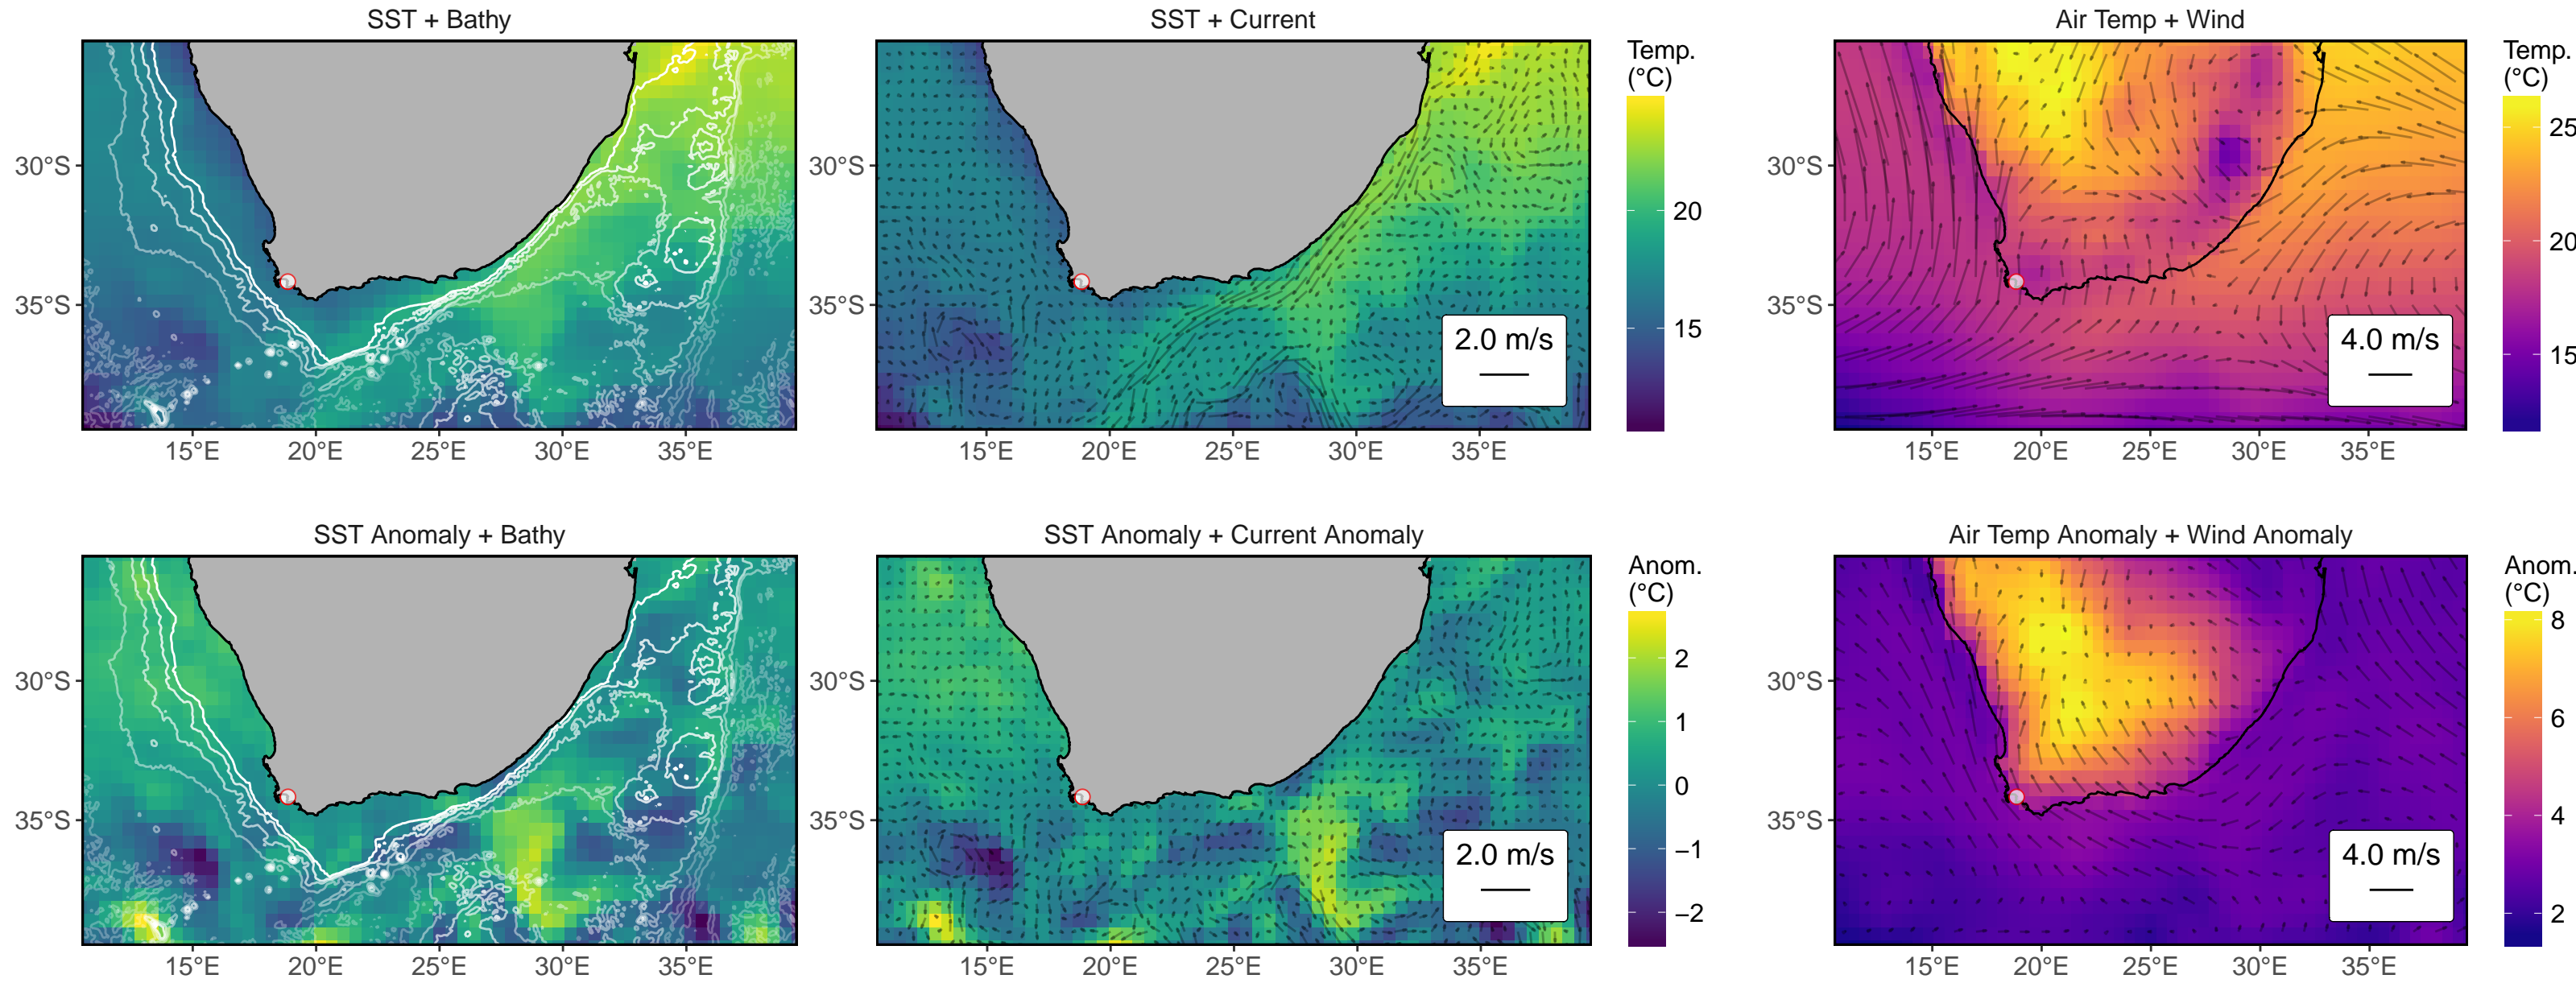 SST + Bathy
30°S
35°S
15°E 20°E 25°E 30°E 35°E
SST + Current
30°S
35°S
15°E 20°E 25°E 30°E 35°E
2.0 m/s
Temp.
(°C)
20
15
Air Temp + Wind
30°S
35°S
15°E 20°E 25°E 30°E 35°E
4.0 m/s
Temp.
(°C)
25
20
15
SST Anomaly + Bathy
30°S
35°S
15°E 20°E 25°E 30°E 35°E
SST Anomaly + Current Anomaly
30°S
35°S
15°E 20°E 25°E 30°E 35°E
2.0 m/s
Anom.
(°C)
2
1
0
−1
−2
Air Temp Anomaly + Wind Anomaly
30°S
35°S
15°E 20°E 25°E 30°E 35°E
4.0 m/s
Anom.
(°C)
8
6
4
2